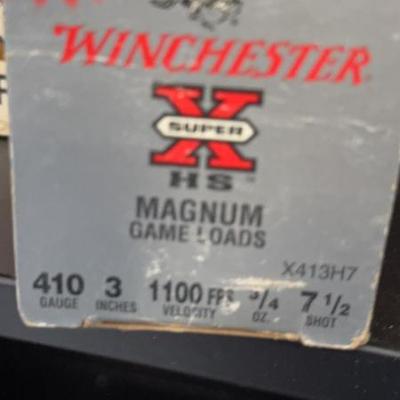 WINCHESTER
X
SUPER
HS
MAGNUM
GAME LOADS
X413H7
410 3 1100 FPS 3/4 7 1/2
GAUGE INCHES VELOCITY OZ. SHOT